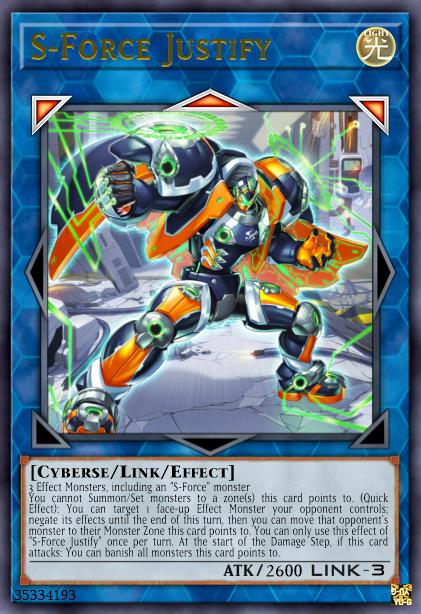 S-Force Justify
LIGHT
光
[Cyberse/Link/Effect]
3 Effect Monsters, including an "S-Force" monster
You cannot Summon/Set monsters to a zone(s) this card points to. (Quick
Effect): You can target 1 face-up Effect Monster your opponent controls;
negate its effects until the end of this turn, then you can move that opponent's
monster to their Monster Zone this card points to. You can only use this effect of
"S-Force Justify" once per turn. At the start of the Damage Step, if this card
attacks: You can banish all monsters this card points to.
ATK/2600 LINK-3
35334193